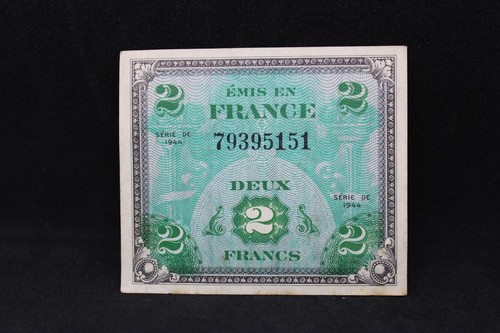 2 ÉMIS EN 2
FRANCE
SÉRIE DE
1944
79395151
DEUX
SÉRIE DE
1944
2
2 FRANCS 2